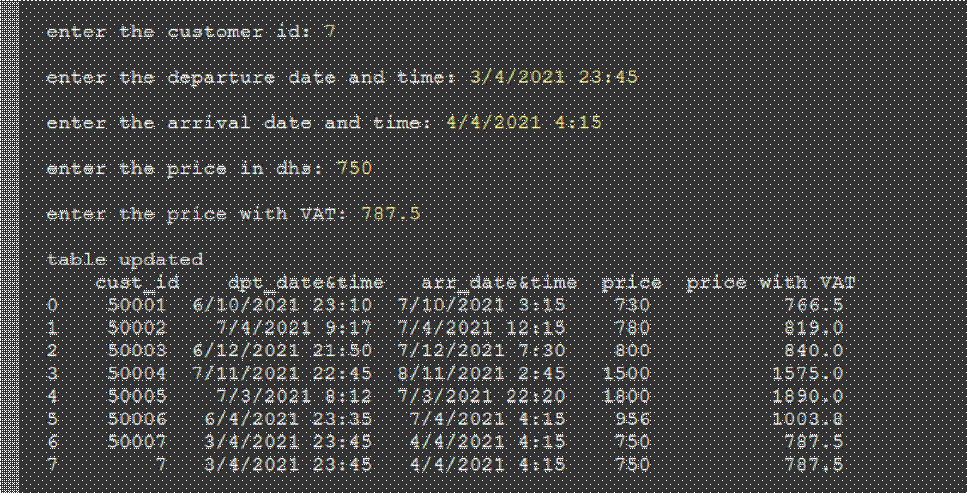 enter the customer id: 7
enter the departure date and time: 3/4/2021 23:45
enter the arrival date and time: 4/4/2021 4:15
enter the price in dhs: 750
enter the price with VAT: 787.5
table updated
cust_id dpt_date&time arr_date&time price price with VAT
0 50001 6/10/2021 23:10 7/10/2021 3:15 730 766.5
1 50002 7/4/2021 9:17 7/4/2021 12:15 780 819.0
2 50003 6/12/2021 21:50 7/12/2021 7:30 800 840.0
3 50004 7/11/2021 22:45 8/11/2021 2:45 1500 1575.0
4 50005 7/3/2021 8:12 7/3/2021 22:20 1800 1890.0
5 50006 6/4/2021 23:35 7/4/2021 4:15 956 1003.8
6 50007 3/4/2021 23:45 4/4/2021 4:15 750 787.5
7 7 3/4/2021 23:45 4/4/2021 4:15 750 787.5